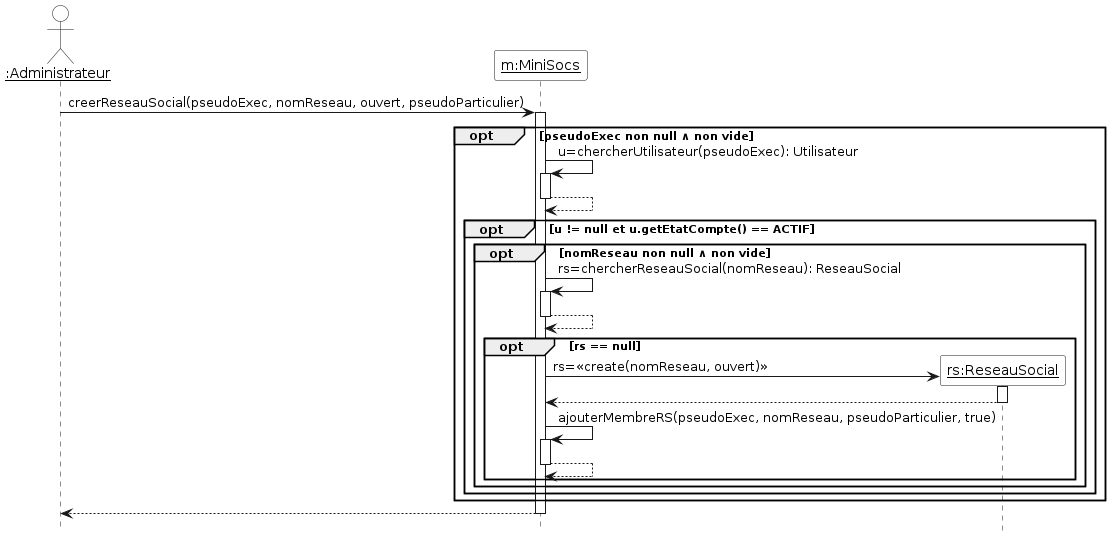 :Administrateur
m:MiniSocs
creerReseauSocial(pseudoExec, nomReseau, ouvert, pseudoParticulier)
opt [pseudoExec non null ∧ non vide]
u=chercherUtilisateur(pseudoExec): Utilisateur
opt [u != null et u.getEtatCompte() == ACTIF]
opt [nomReseau non null ∧ non vide]
rs=chercherReseauSocial(nomReseau): ReseauSocial
opt [rs == null]
rs=«create(nomReseau, ouvert)»
rs:ReseauSocial
ajouterMembreRS(pseudoExec, nomReseau, pseudoParticulier, true)